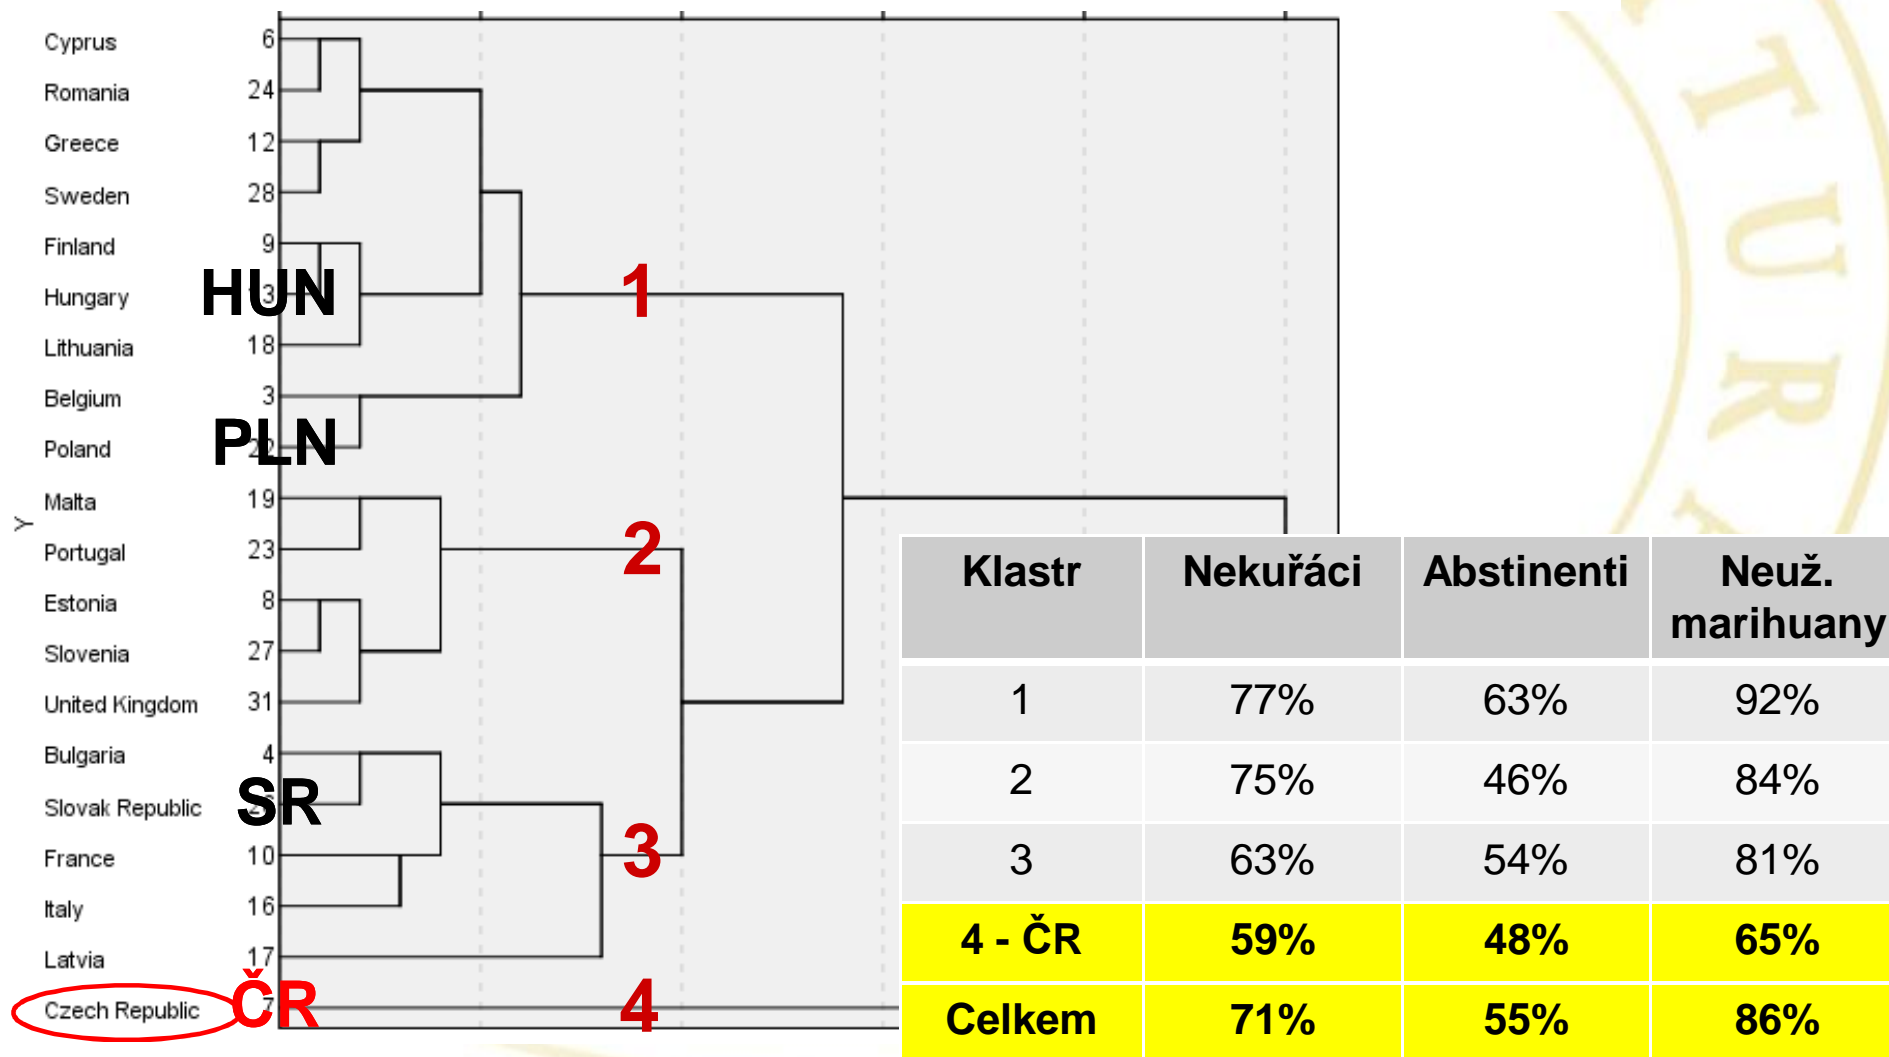 Cyprus 6
Romania 24
Greece 12
Sweden 28
Finland 9
Hungary HUN
Lithuania 18
Belgium 3
Poland PLN
Malta 19
Portugal 23
Estonia 8
Slovenia 27
United Kingdom 31
Bulgaria 4
Slovak Republic SR
France 10
Italy 16
Latvia 17
Czech Republic ČR 7
Y
1
2
3
4
Klastr Nekuřáci Abstinenti Neuž. marihuany
1 77% 63% 92%
2 75% 46% 84%
3 63% 54% 81%
4 - ČR 59% 48% 65%
Celkem 71% 55% 86%
T
U
R